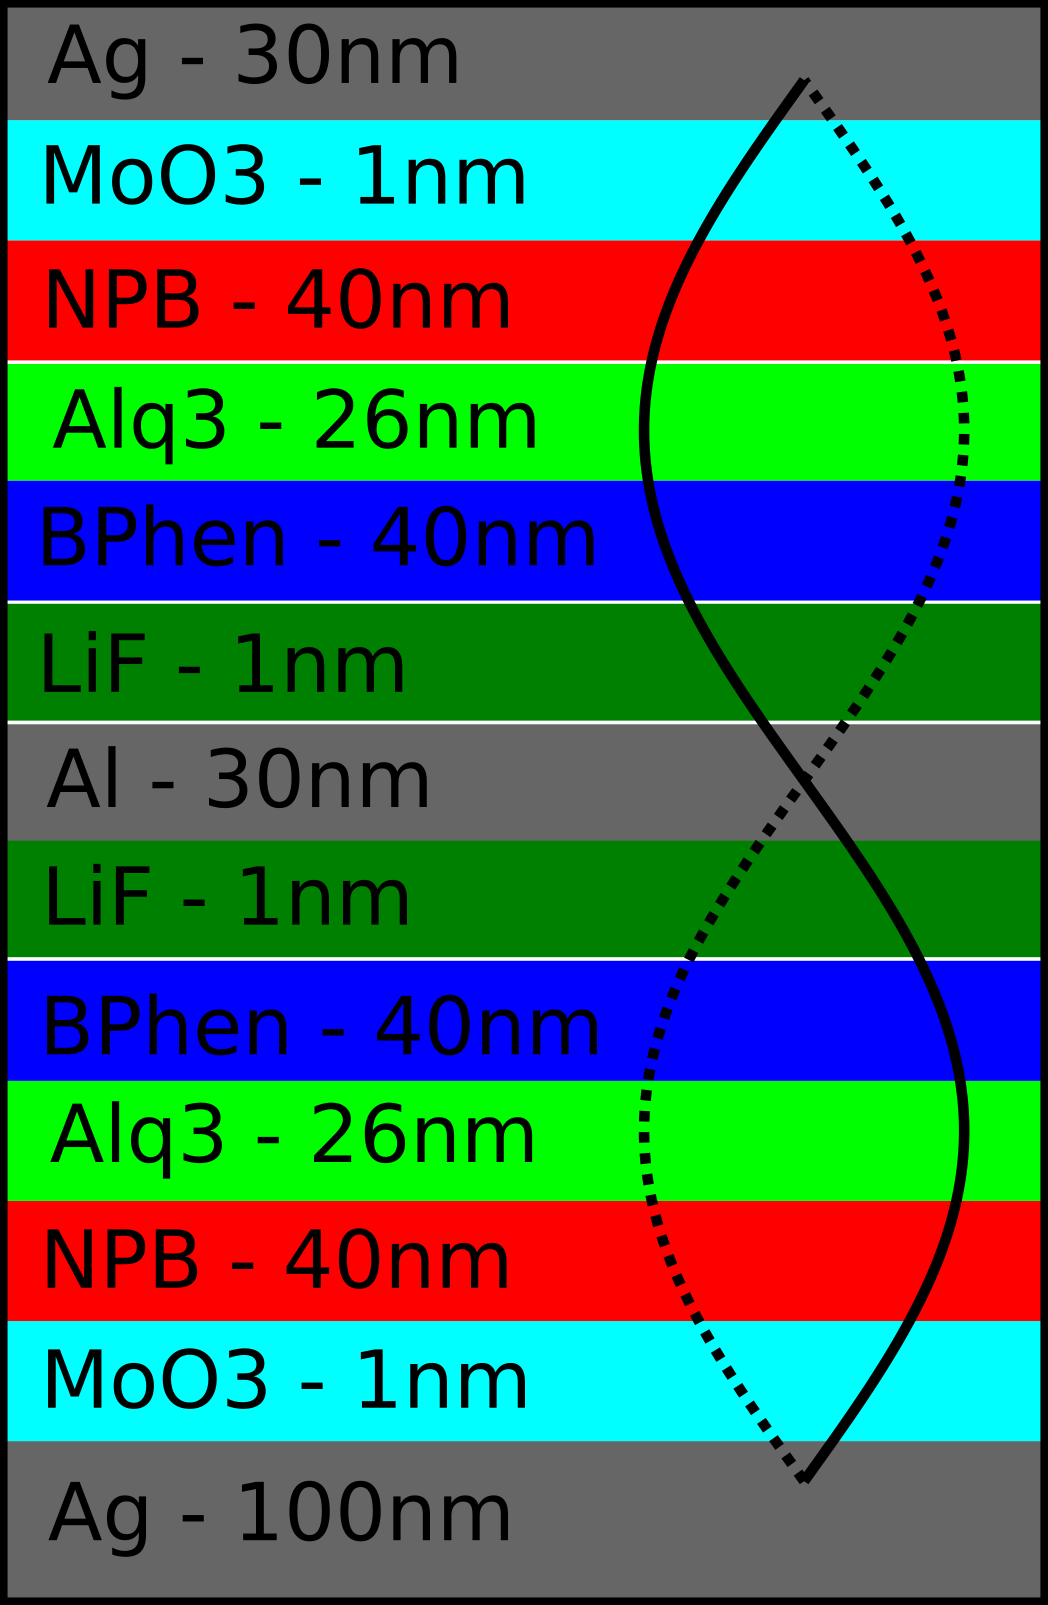 Ag - 30nm
MoO3 - 1nm
NPB - 40nm
Alq3 - 26nm
BPhen - 40nm
LiF - 1nm
Al - 30nm
LiF - 1nm
BPhen - 40nm
Alq3 - 26nm
NPB - 40nm
MoO3 - 1nm
Ag - 100nm